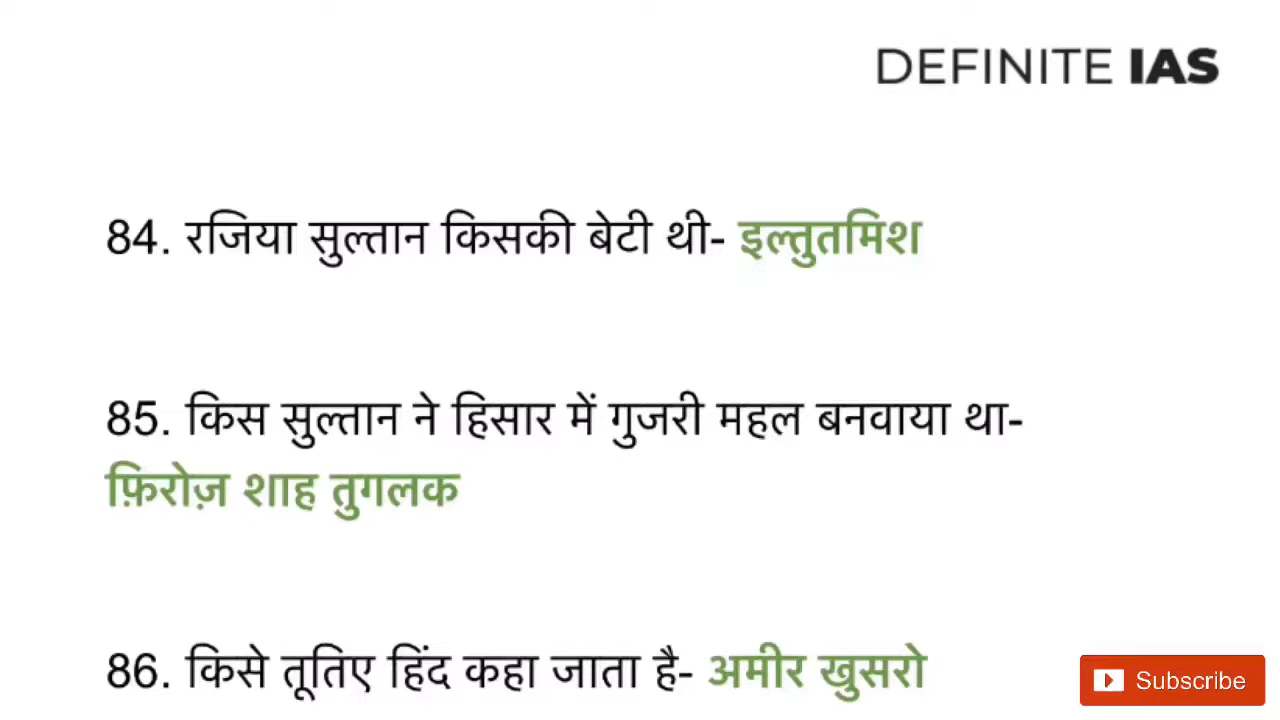 DEFINITE IAS
84. रजिया सुल्तान किसकी बेटी थी- इल्तुतमिश
85. किस सुल्तान ने हिसार में गुजरी महल बनवाया था-
फ़िरोज़ शाह तुगलक
86. किसे तूतिए हिंद कहा जाता है- अमीर खुसरो
Subscribe